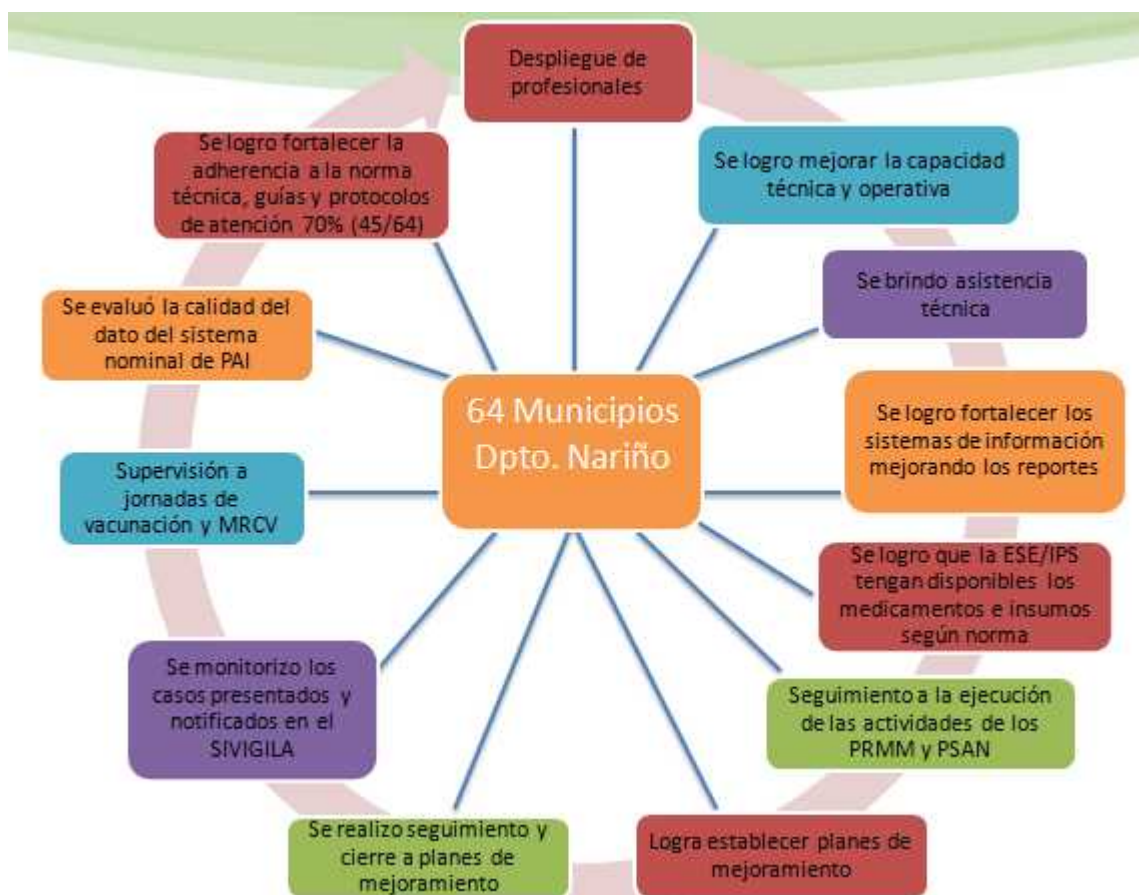 Despliegue de
profesionales
Se logro mejorar la capacidad
técnica y operativa
Se brindo asistencia
técnica
Se logro fortalecer los
sistemas de información
mejorando los reportes
Se logro que la ESE/IPS
tengan disponibles los
medicamentos e insumos
según norma
Seguimiento a la ejecución
de las actividades de los
PRMM y PSAN
Logra establecer planes de
mejoramiento
Se realizo seguimiento y
cierre a planes de
mejoramiento
Se monitorizo los
casos presentados y
notificados en el
SIVIGILA
Supervisión a
jornadas de
vacunación y MRCV
Se evaluó la calidad del
dato del sistema
nominal de PAI
Se logro fortalecer la
adherencia a la norma
técnica, guías y protocolos
de atención 70% (45/64)
64 Municipios
Dpto. Nariño